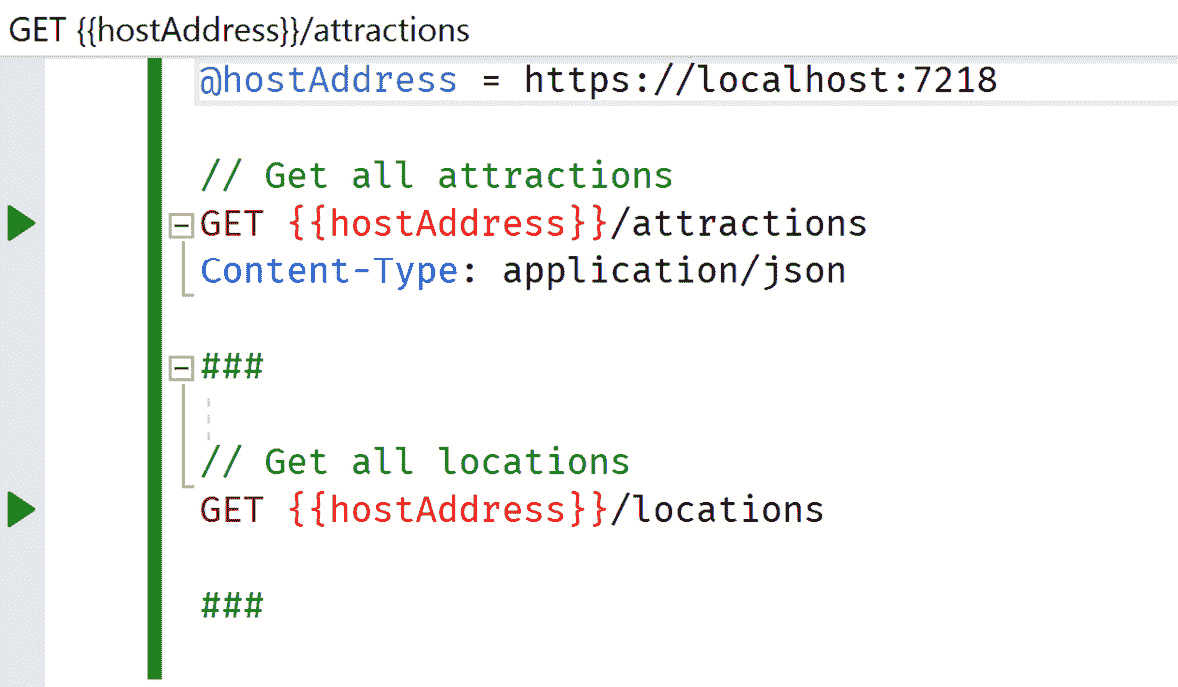 GET {{hostAddress}}/attractions
@hostAddress = https://localhost:7218
// Get all attractions
GET {{hostAddress}}/attractions
Content-Type: application/json
###
// Get all locations
GET {{hostAddress}}/locations
###